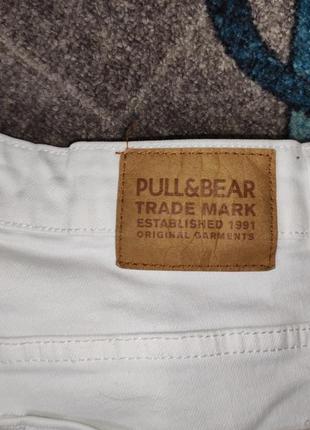 PULL&BEAR
TRADE MARK
ESTABLISHED 1991
ORIGINAL GARMENTS